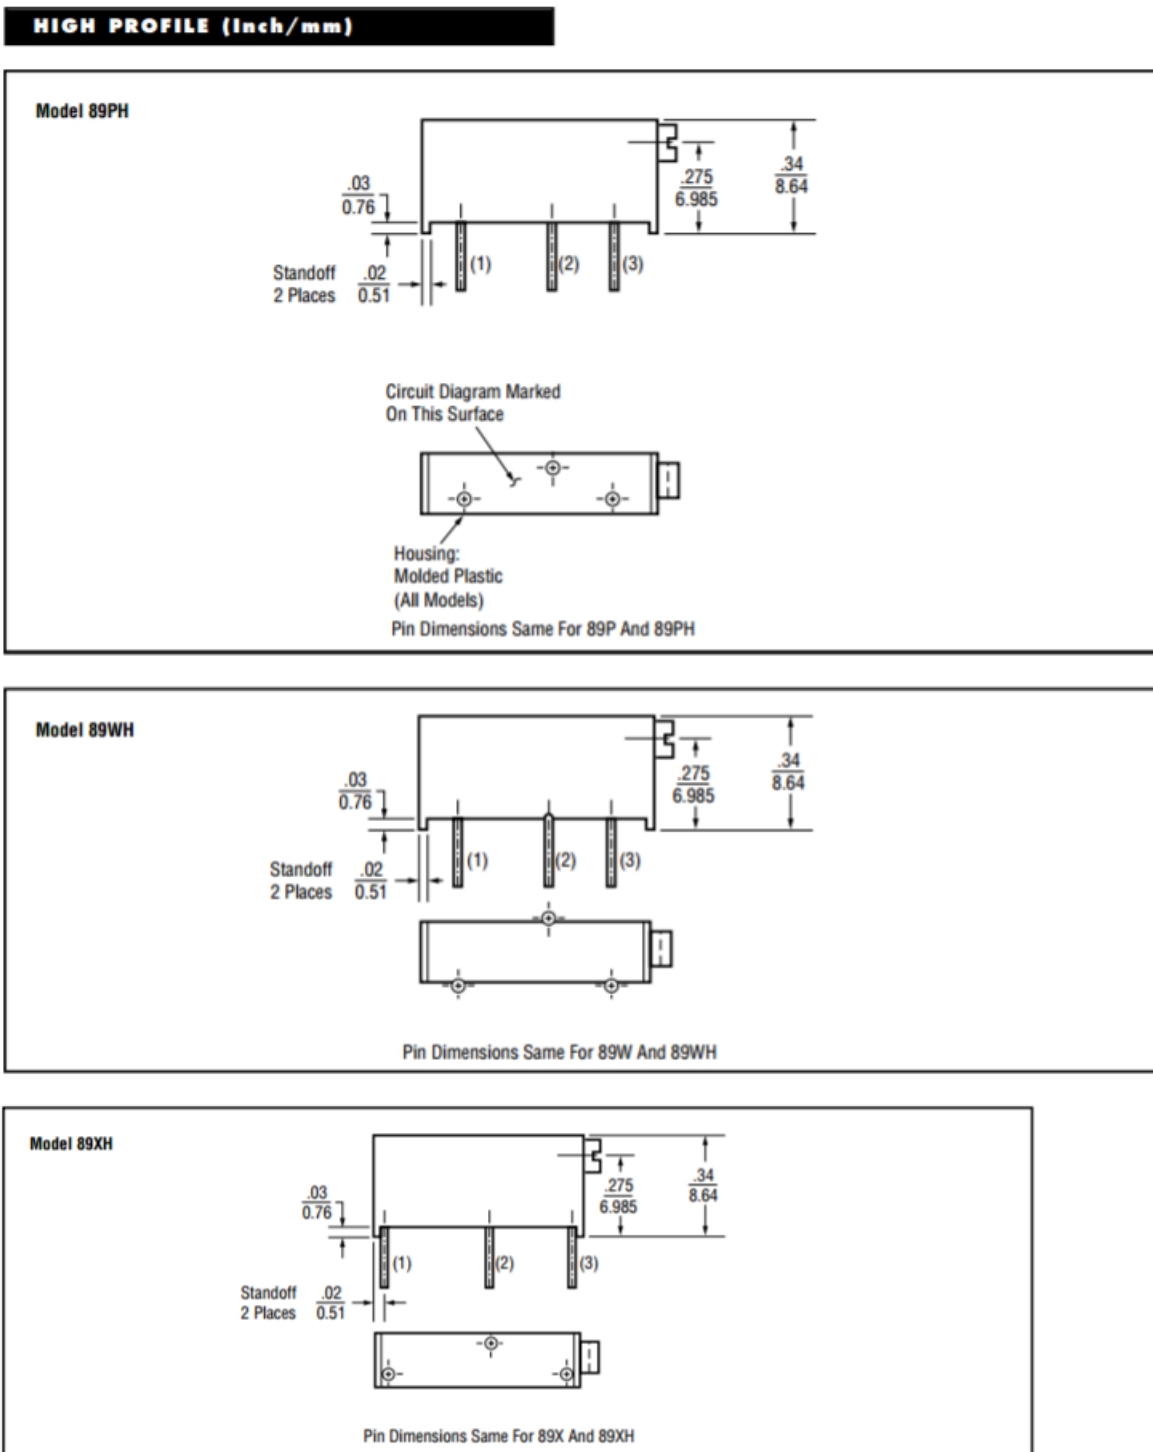 HIGH PROFILE (Inch/mm)
Model 89PH
.34
8.64
.275
6.985
.03
0.76
(1)
(2)
(3)
Standoff
2 Places
.02
0.51
Circuit Diagram Marked
On This Surface
Housing:
Molded Plastic
(All Models)
Pin Dimensions Same For 89P And 89PH
Model 89WH
.34
8.64
.275
6.985
.03
0.76
(1)
(2)
(3)
Standoff
2 Places
.02
0.51
Pin Dimensions Same For 89W And 89WH
Model 89XH
.34
8.64
.275
6.985
.03
0.76
(1)
(2)
(3)
Standoff
2 Places
.02
0.51
Pin Dimensions Same For 89X And 89XH